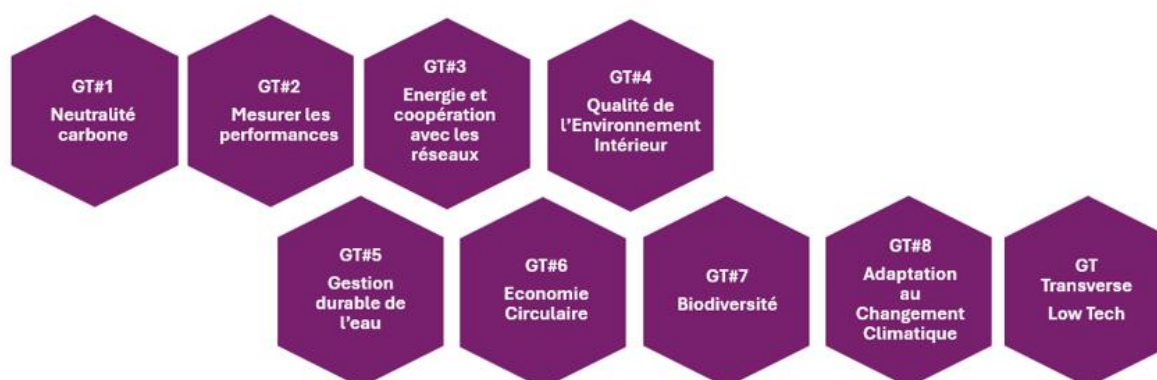 GT#1
Neutralité
carbone
GT#2
Mesurer les
performances
GT#3
Energie et
coopération
avec les
réseaux
GT#4
Qualité de
l’Environnement
Intérieur
GT#5
Gestion
durable de
l’eau
GT#6
Economie
Circulaire
GT#7
Biodiversité
GT#8
Adaptation
au
Changement
Climatique
GT
Transverse
Low Tech